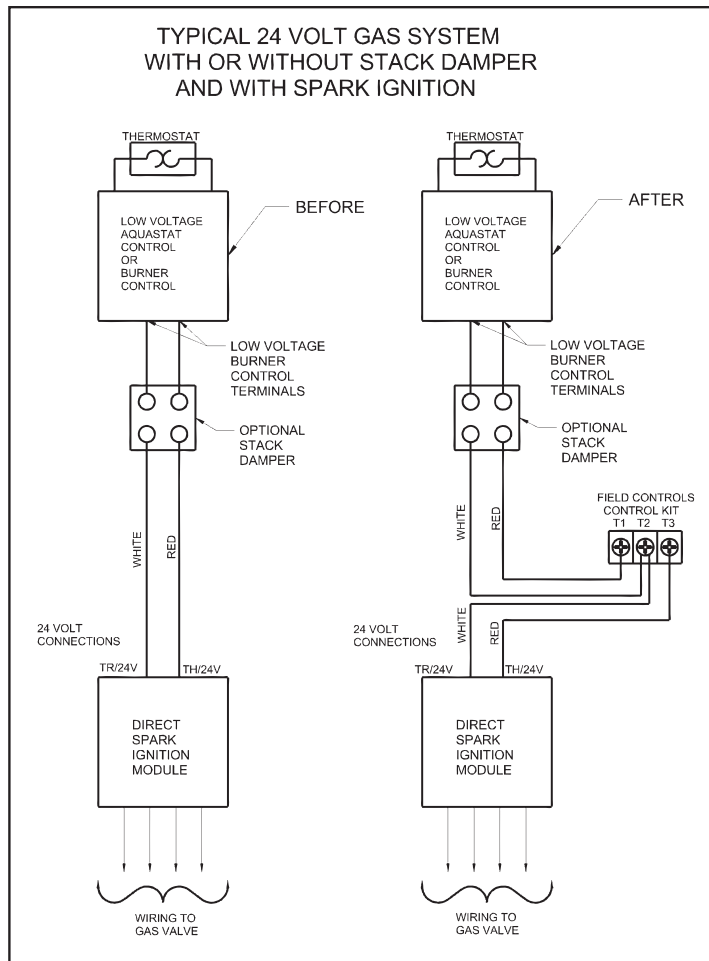 TYPICAL 24 VOLT GAS SYSTEM
WITH OR WITHOUT STACK DAMPER
AND WITH SPARK IGNITION
THERMOSTAT
BEFORE
LOW VOLTAGE
AQUASTAT
CONTROL
OR
BURNER
CONTROL
LOW VOLTAGE
BURNER
CONTROL
TERMINALS
OPTIONAL
STACK
DAMPER
WHITE
RED
24 VOLT
CONNECTIONS
TR/24V
TH/24V
DIRECT
SPARK
IGNITION
MODULE
WIRING TO
GAS VALVE
THERMOSTAT
AFTER
LOW VOLTAGE
AQUASTAT
CONTROL
OR
BURNER
CONTROL
LOW VOLTAGE
BURNER
CONTROL
TERMINALS
OPTIONAL
STACK
DAMPER
FIELD CONTROLS
CONTROL KIT
T1 T2 T3
WHITE
RED
WHITE
RED
24 VOLT
CONNECTIONS
TR/24V
TH/24V
DIRECT
SPARK
IGNITION
MODULE
WIRING TO
GAS VALVE